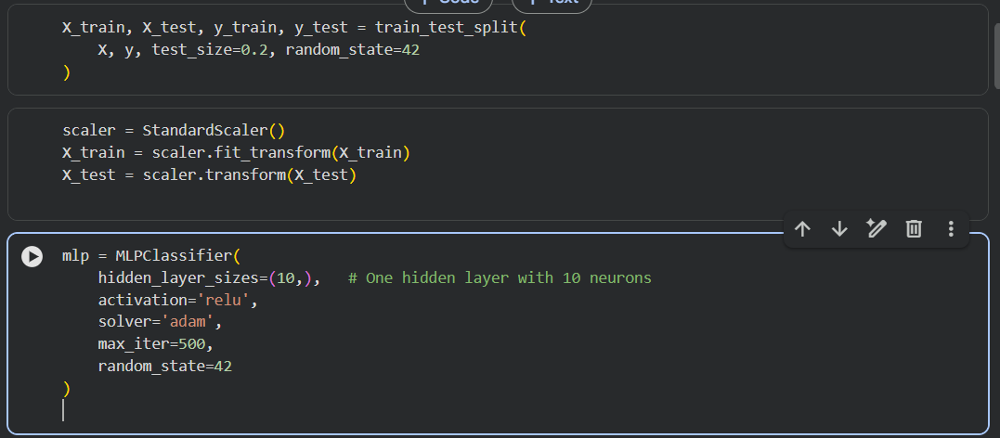 + Code + Text
X_train, X_test, y_train, y_test = train_test_split(
    X, y, test_size=0.2, random_state=42
)
scaler = StandardScaler()
X_train = scaler.fit_transform(X_train)
X_test = scaler.transform(X_test)
mlp = MLPClassifier(
    hidden_layer_sizes=(10,),   # One hidden layer with 10 neurons
    activation='relu',
    solver='adam',
    max_iter=500,
    random_state=42
)